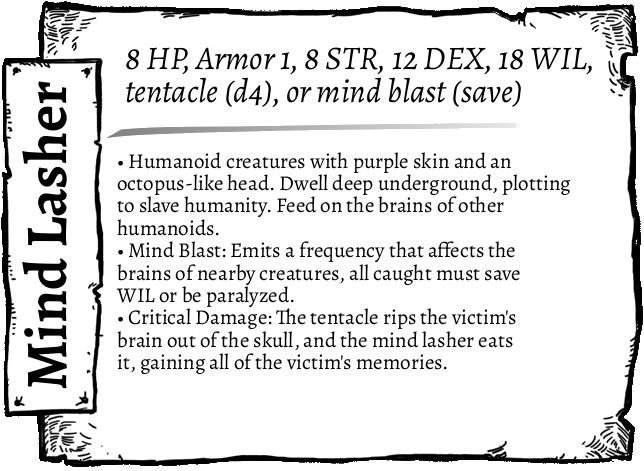 Mind Lasher
8 HP, Armor 1, 8 STR, 12 DEX, 18 WIL,
tentacle (d4), or mind blast (save)
• Humanoid creatures with purple skin and an
octopus-like head. Dwell deep underground, plotting
to slave humanity. Feed on the brains of other
humanoids.
• Mind Blast: Emits a frequency that affects the
brains of nearby creatures, all caught must save
WIL or be paralyzed.
• Critical Damage: The tentacle rips the victim's
brain out of the skull, and the mind lasher eats
it, gaining all of the victim's memories.